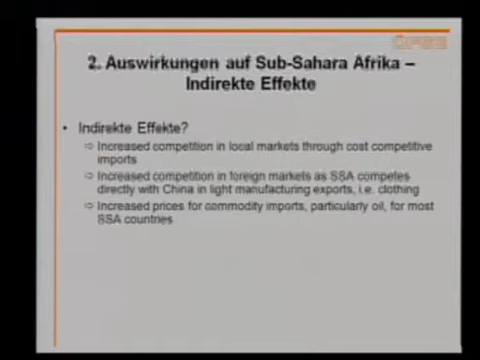 ÖFSE
2. Auswirkungen auf Sub-Sahara Afrika –
Indirekte Effekte
• Indirekte Effekte?
⇨ Increased competition in local markets through cost competitive
imports
⇨ Increased competition in foreign markets as SSA competes
directly with China in light manufacturing exports, i.e. clothing
⇨ Increased prices for commodity imports, particularly oil, for most
SSA countries